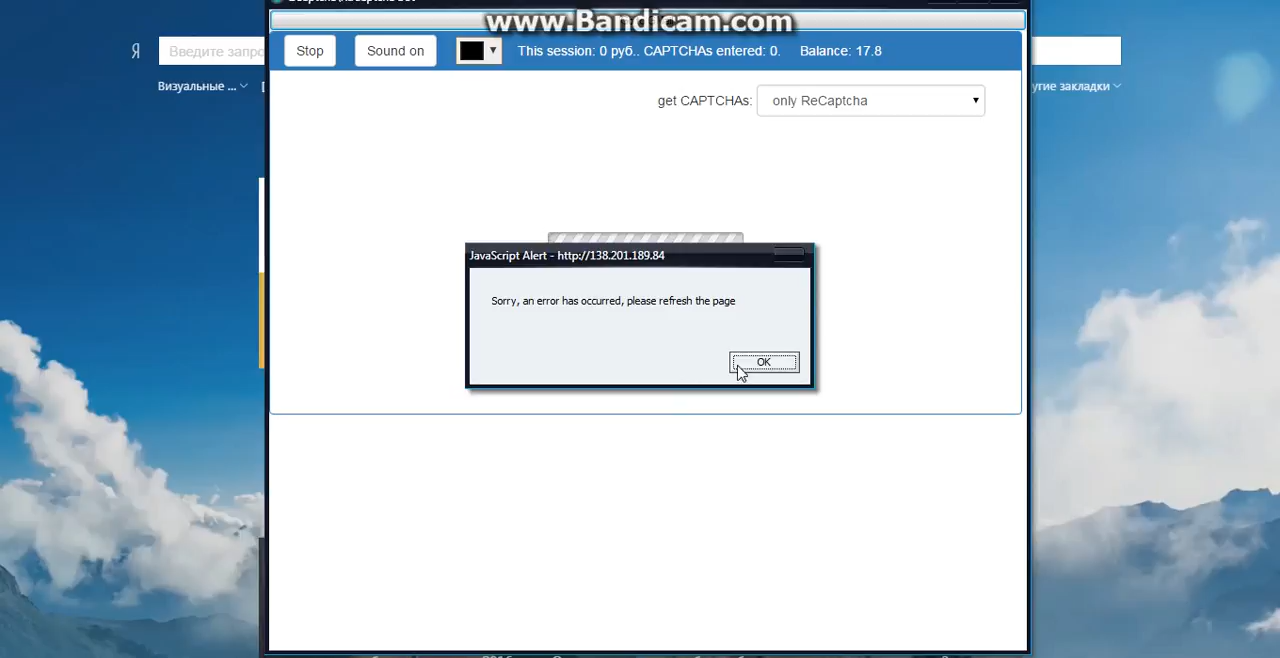 www.Bandicam.com
Я
Введите запро
Stop
Sound on
This session: 0 руб.. CAPTCHAs entered: 0.
Balance: 17.8
Визуальные ...
угие закладки
get CAPTCHAs:
only ReCaptcha
JavaScript Alert - http://138.201.189.84
Sorry, an error has occurred, please refresh the page
OK